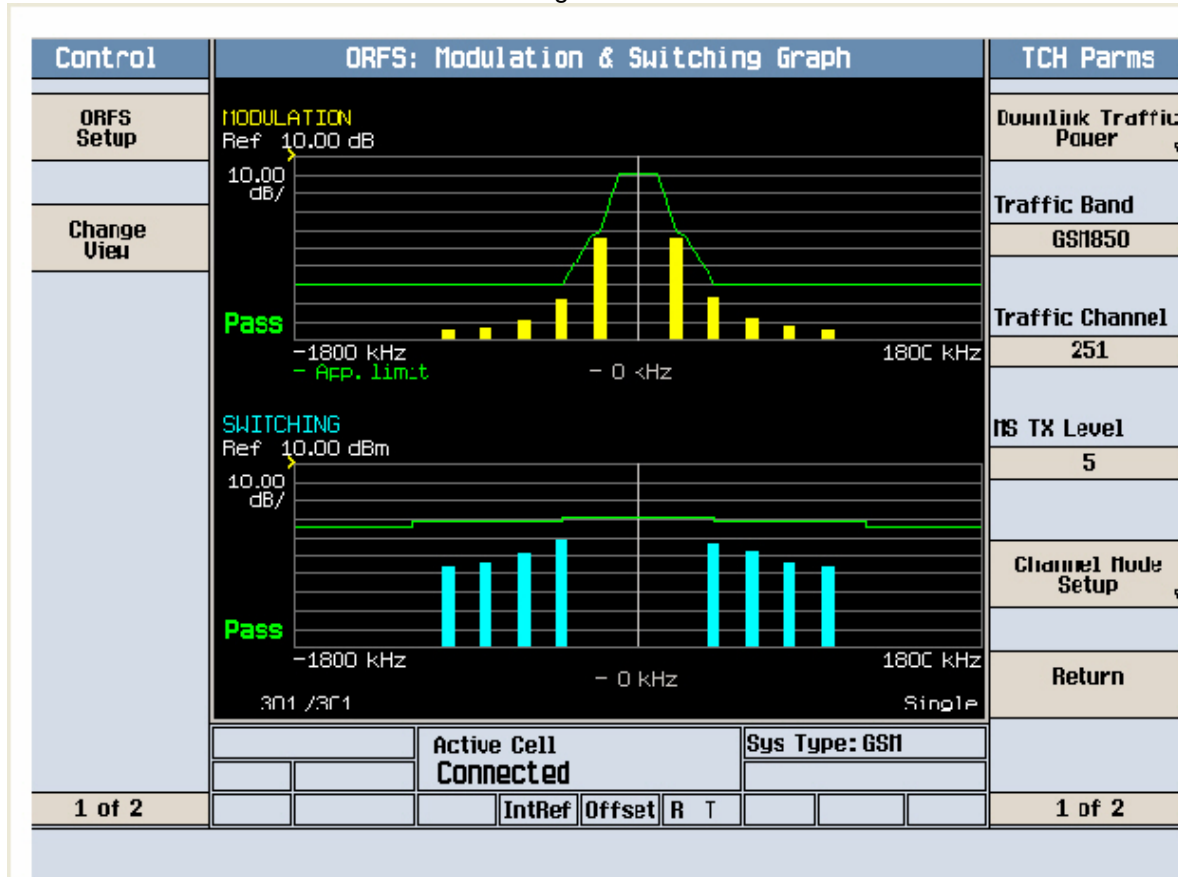 Control
ORFS: Modulation & Switching Graph
TCH Parms
ORFS
Setup
Change
View
1 of 2
MODULATION
Ref 10.00 dB
10.00
dB/
Pass
-1800 kHz
1800 kHz
- App. limit
- 0 kHz
SWITCHING
Ref 10.00 dBm
10.00
dB/
Pass
-1800 kHz
1800 kHz
- 0 kHz
301 /301
Single
Active Cell
Connected
Sys Type: GSM
IntRef
Offset
R T
Downlink Traffic
Power
Traffic Band
GSM850
Traffic Channel
251
MS TX Level
5
Channel Mode
Setup
Return
1 of 2